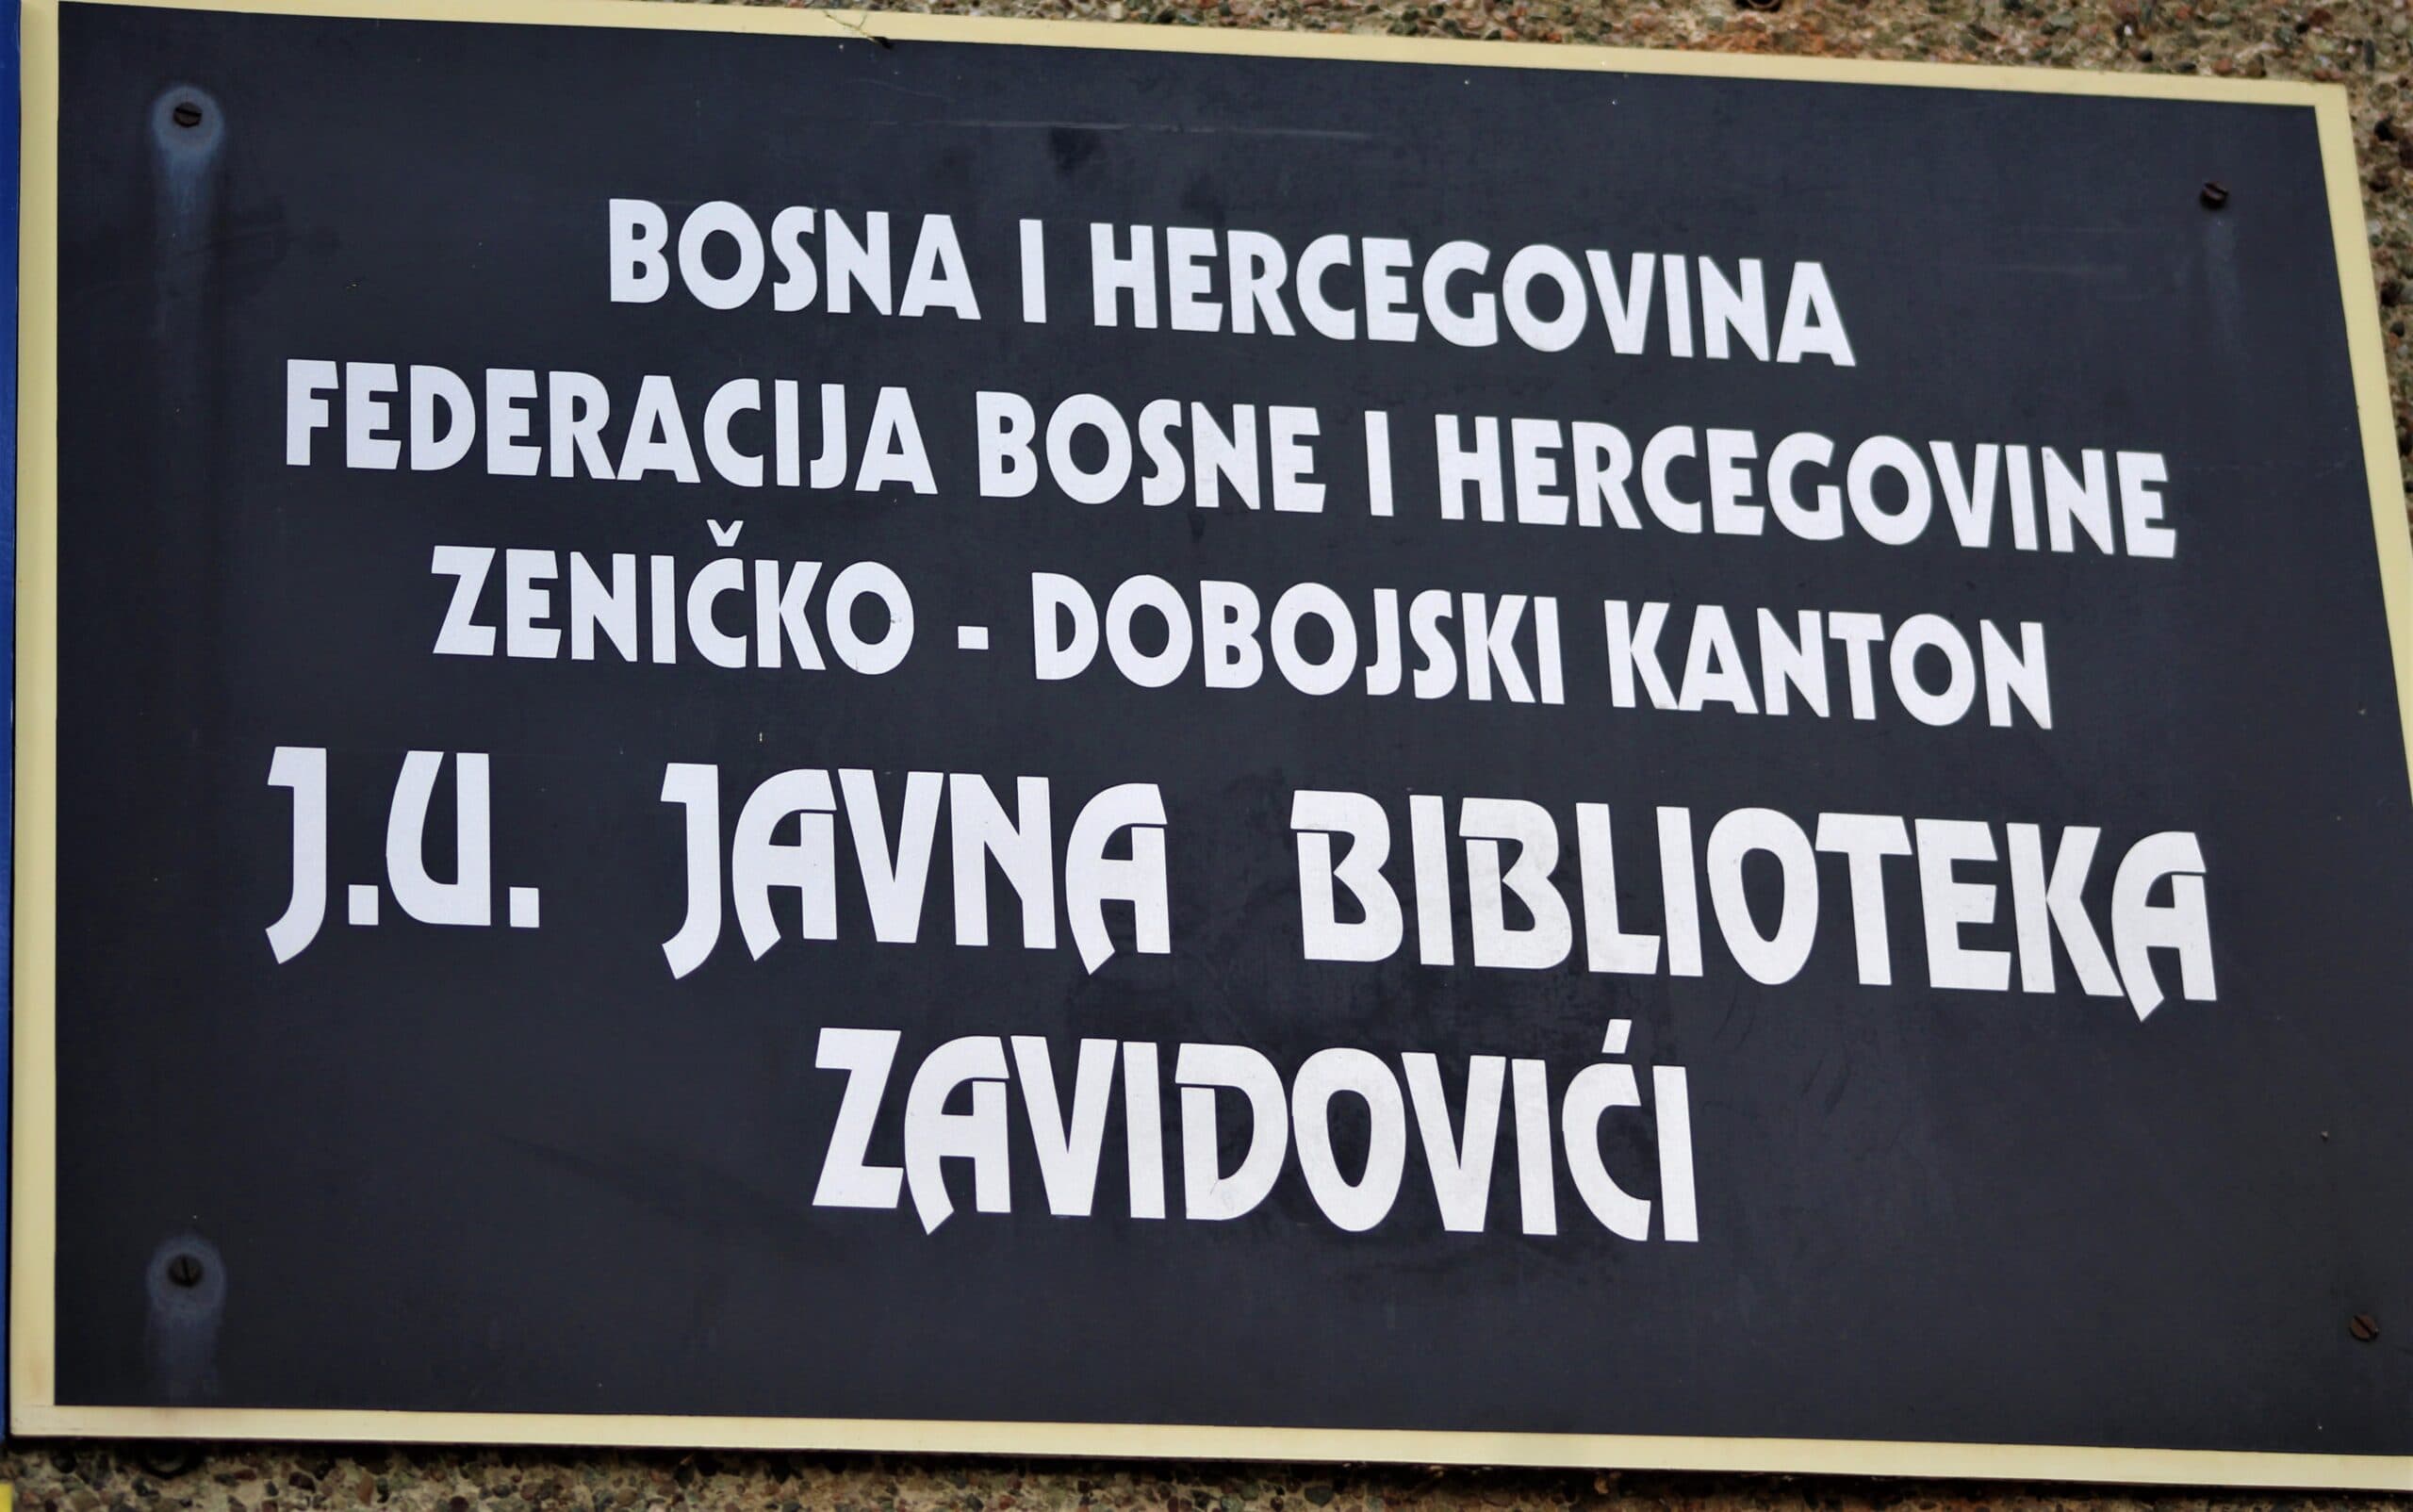 BOSNA I HERCEGOVINA
FEDERACIJA BOSNE I HERCEGOVINE
ZENIČKO - DOBOJSKI KANTON
J.U. JAVNA BIBLIOTEKA
ZAVIDOVIĆI